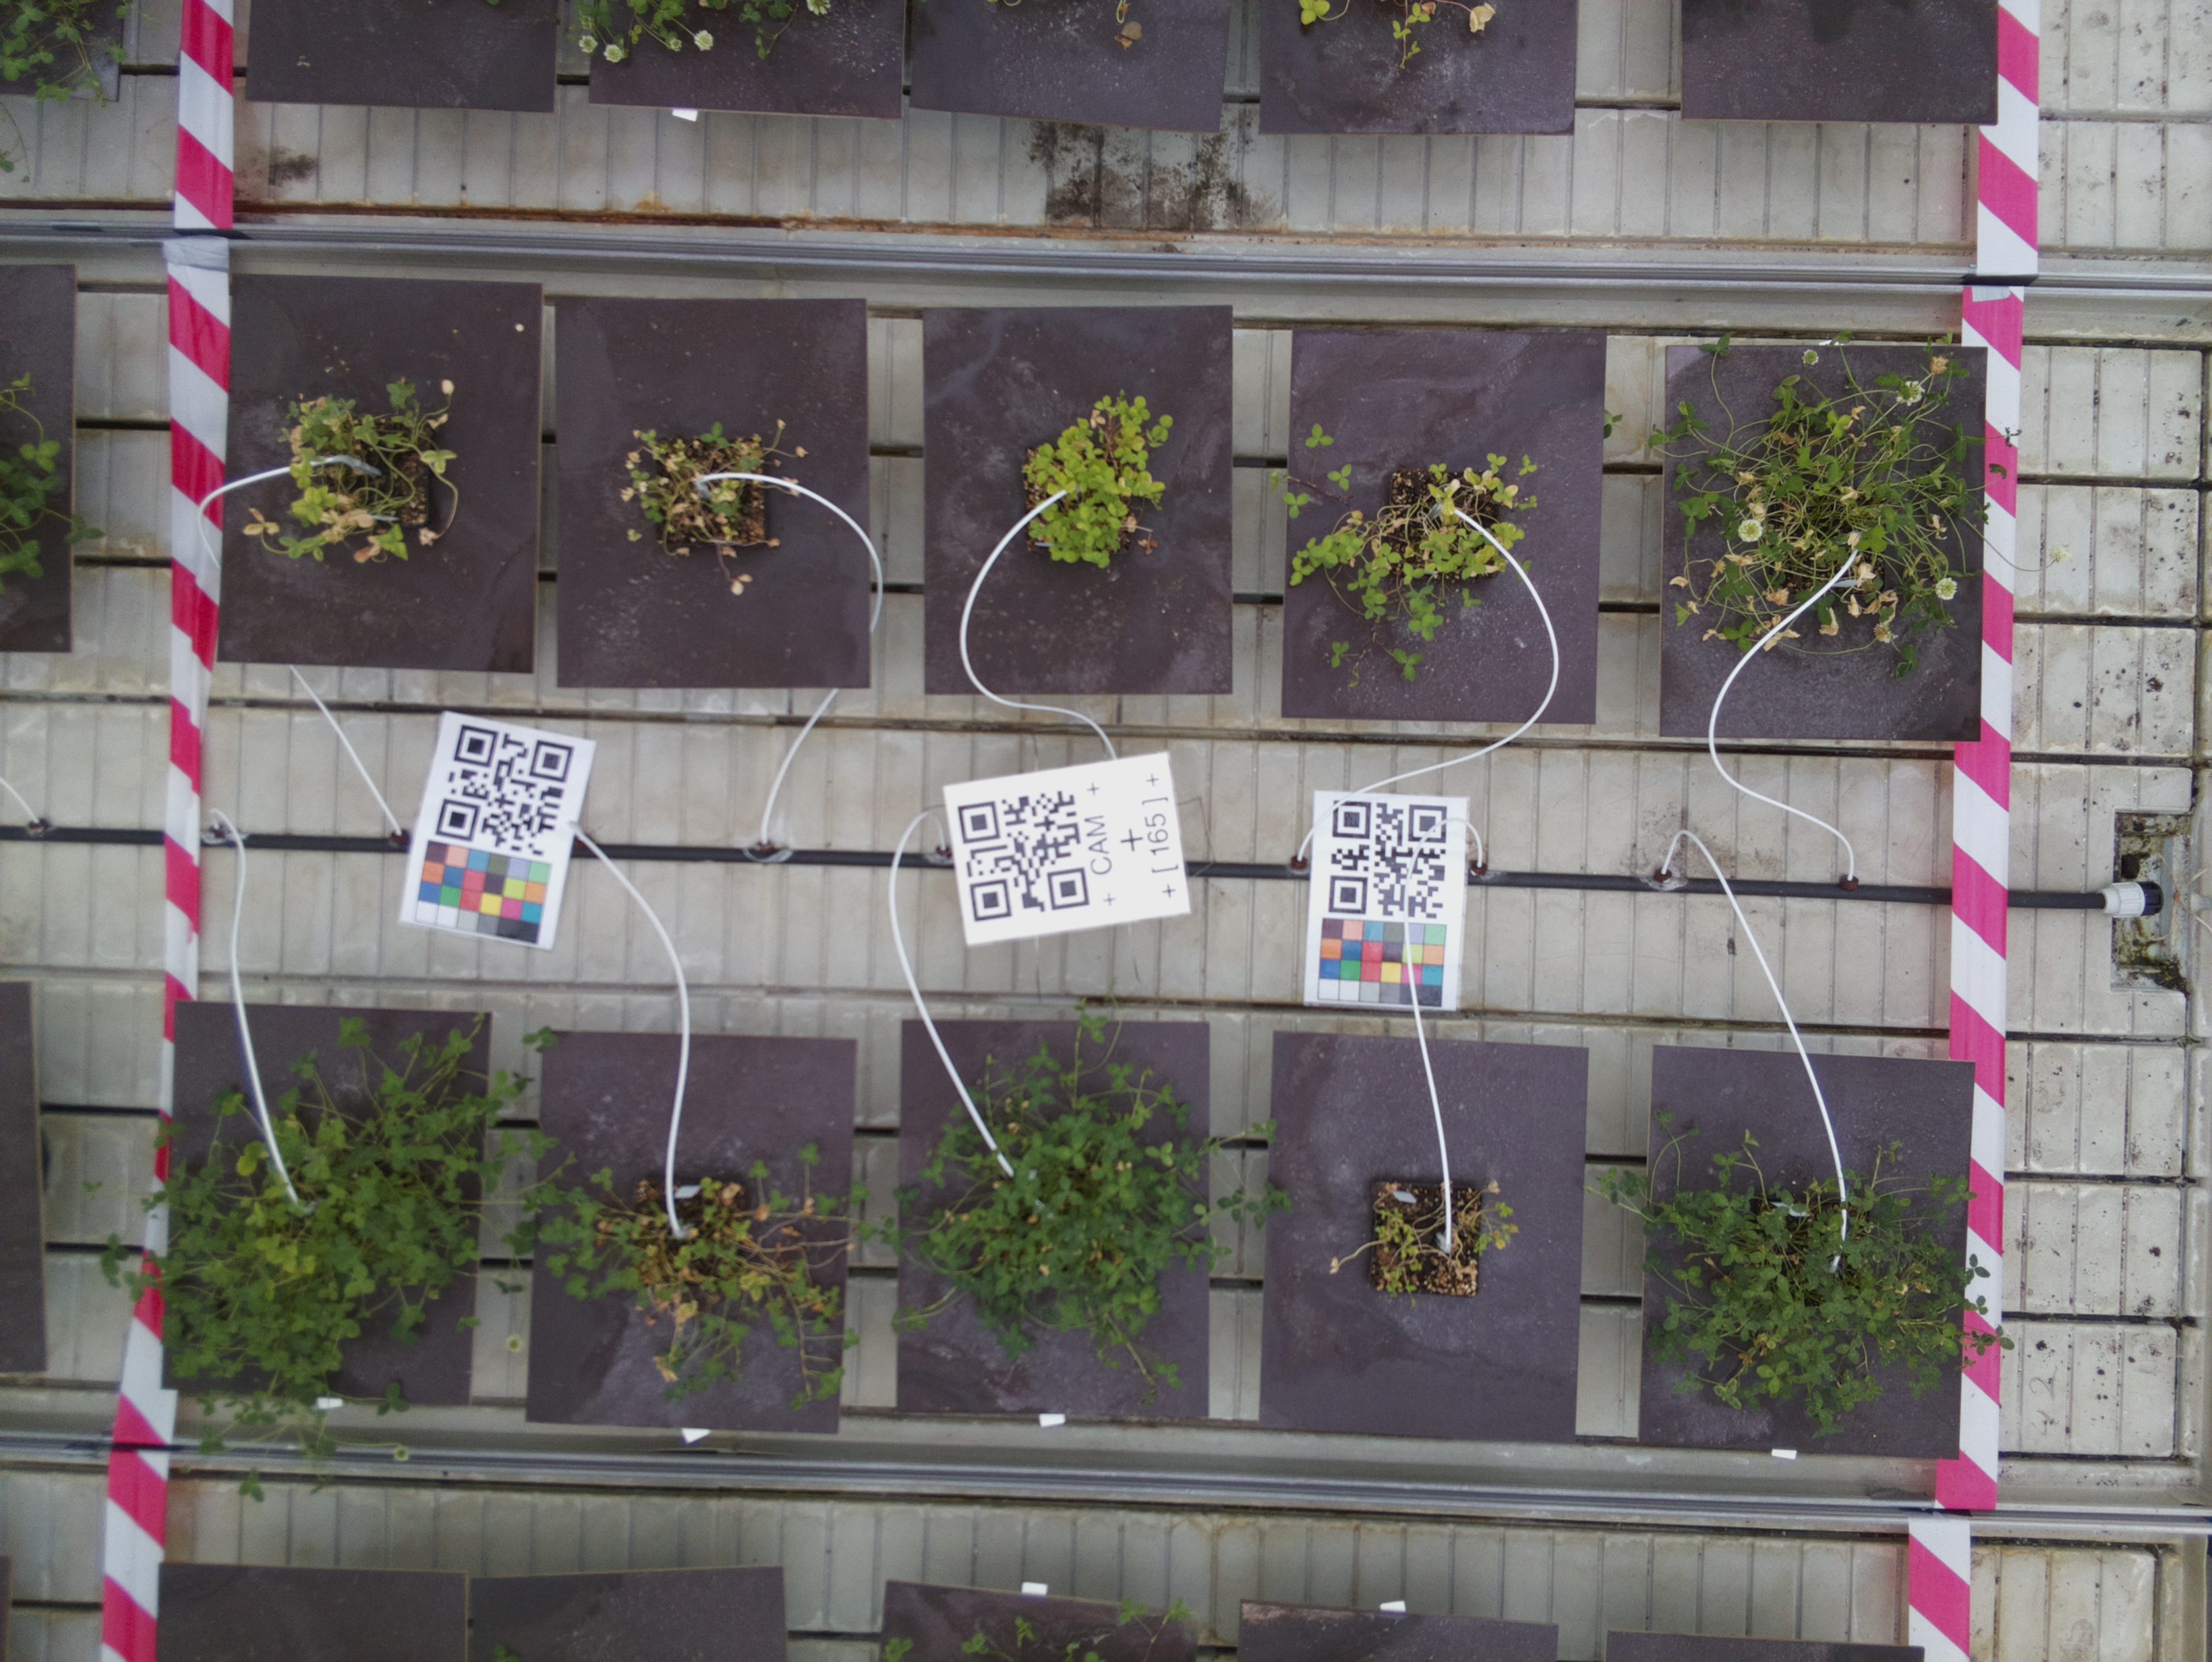 + CAM +
+
+ [ 165 ] +